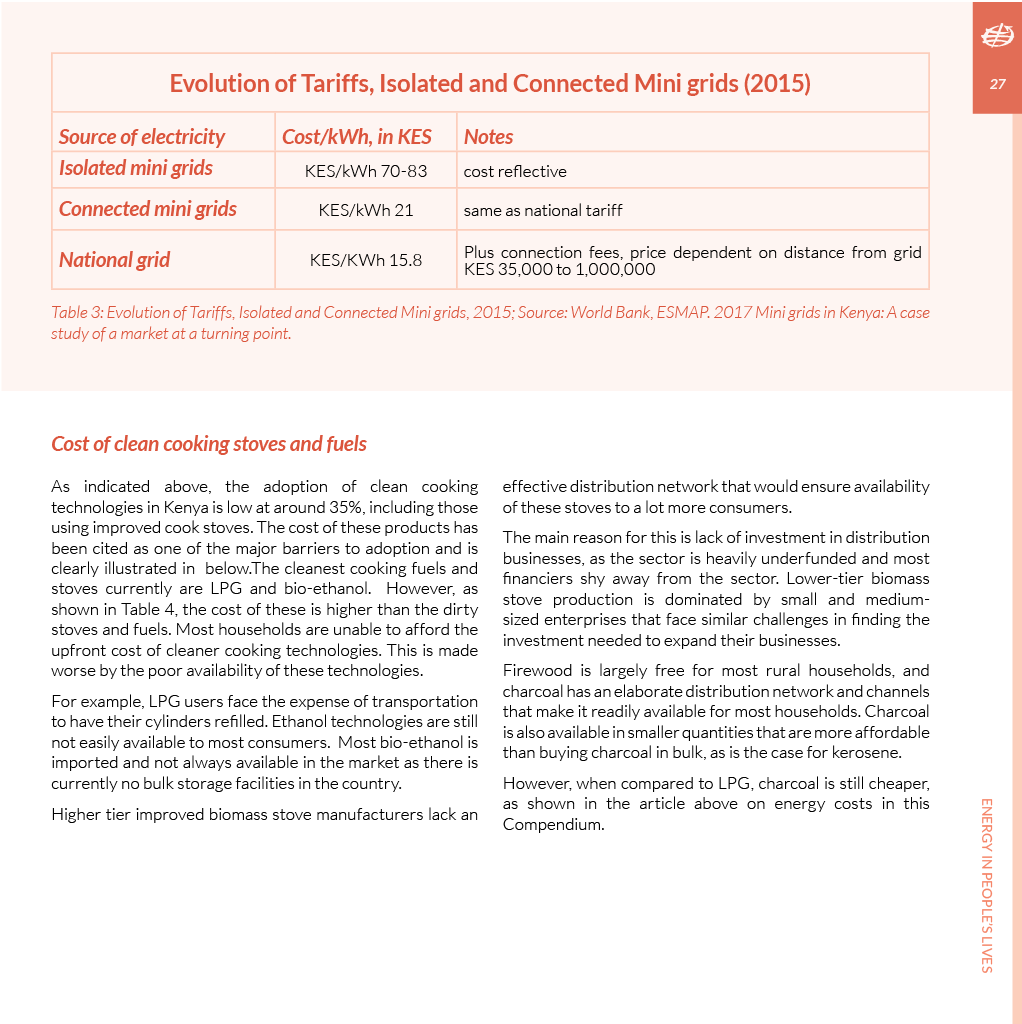 27
Evolution of Tariffs, Isolated and Connected Mini grids (2015)
Source of electricity Cost/kWh, in KES Notes
Isolated mini grids KES/kWh 70-83 cost reflective
Connected mini grids KES/kWh 21 same as national tariff
National grid KES/KWh 15.8 Plus connection fees, price dependent on distance from grid
KES 35,000 to 1,000,000
Table 3: Evolution of Tariffs, Isolated and Connected Mini grids, 2015; Source: World Bank, ESMAP. 2017 Mini grids in Kenya: A case
study of a market at a turning point.
Cost of clean cooking stoves and fuels
As indicated above, the adoption of clean cooking
technologies in Kenya is low at around 35%, including those
using improved cook stoves. The cost of these products has
been cited as one of the major barriers to adoption and is
clearly illustrated in below.The cleanest cooking fuels and
stoves currently are LPG and bio-ethanol. However, as
shown in Table 4, the cost of these is higher than the dirty
stoves and fuels. Most households are unable to afford the
upfront cost of cleaner cooking technologies. This is made
worse by the poor availability of these technologies.
For example, LPG users face the expense of transportation
to have their cylinders refilled. Ethanol technologies are still
not easily available to most consumers. Most bio-ethanol is
imported and not always available in the market as there is
currently no bulk storage facilities in the country.
Higher tier improved biomass stove manufacturers lack an
effective distribution network that would ensure availability
of these stoves to a lot more consumers.
The main reason for this is lack of investment in distribution
businesses, as the sector is heavily underfunded and most
financiers shy away from the sector. Lower-tier biomass
stove production is dominated by small and medium-
sized enterprises that face similar challenges in finding the
investment needed to expand their businesses.
Firewood is largely free for most rural households, and
charcoal has an elaborate distribution network and channels
that make it readily available for most households. Charcoal
is also available in smaller quantities that are more affordable
than buying charcoal in bulk, as is the case for kerosene.
However, when compared to LPG, charcoal is still cheaper,
as shown in the article above on energy costs in this
Compendium.
ENERGY IN PEOPLE'S LIVES